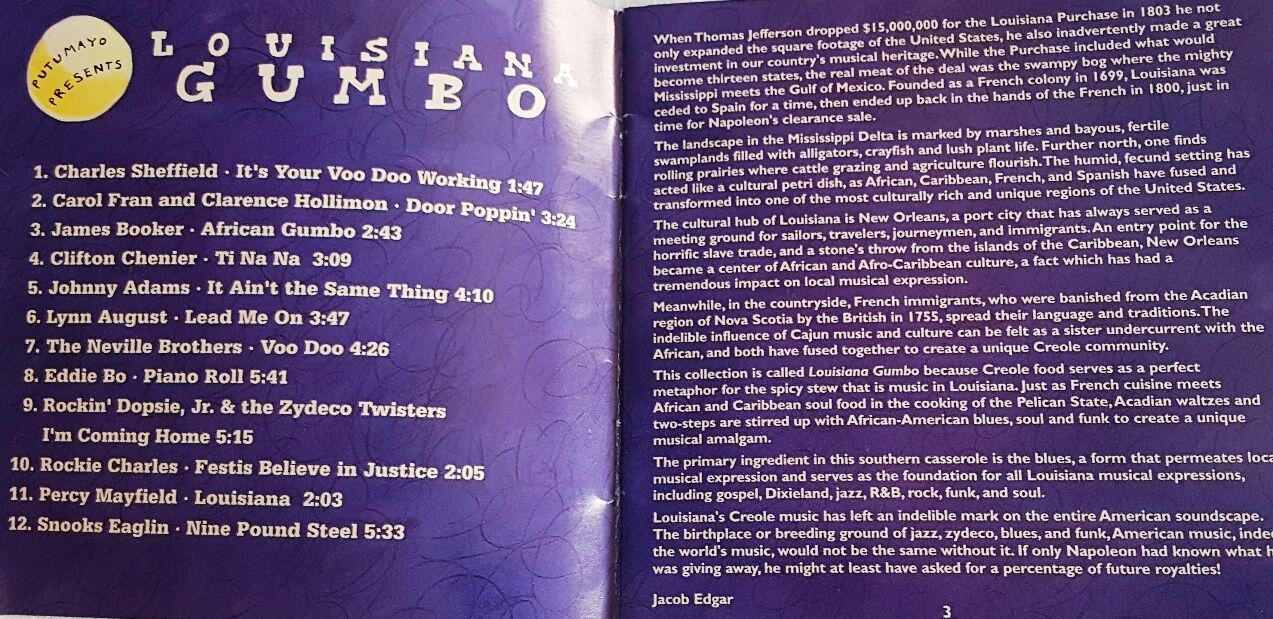 PUTUMAYO
PRESENTS
LOUISIANA
GUMBO
1. Charles Sheffield · It's Your Voo Doo Working 1:47
2. Carol Fran and Clarence Hollimon · Door Poppin' 3:24
3. James Booker · African Gumbo 2:43
4. Clifton Chenier · Ti Na Na 3:09
5. Johnny Adams · It Ain't the Same Thing 4:10
6. Lynn August · Lead Me On 3:47
7. The Neville Brothers · Voo Doo 4:26
8. Eddie Bo · Piano Roll 5:41
9. Rockin' Dopsie, Jr. & the Zydeco Twisters
I'm Coming Home 5:15
10. Rockie Charles · Festis Believe in Justice 2:05
11. Percy Mayfield · Louisiana 2:03
12. Snooks Eaglin · Nine Pound Steel 5:33
When Thomas Jefferson dropped $15,000,000 for the Louisiana Purchase in 1803 he not
only expanded the square footage of the United States, he also inadvertently made a great
investment in our country's musical heritage. While the Purchase included what would
become thirteen states, the real meat of the deal was the swampy bog where the mighty
Mississippi meets the Gulf of Mexico. Founded as a French colony in 1699, Louisiana was
ceded to Spain for a time, then ended up back in the hands of the French in 1800, just in
time for Napoleon's clearance sale.
The landscape in the Mississippi Delta is marked by marshes and bayous, fertile
swamplands filled with alligators, crayfish and lush plant life. Further north, one finds
rolling prairies where cattle grazing and agriculture flourish. The humid, fecund setting has
acted like a cultural petri dish, as African, Caribbean, French, and Spanish have fused and
transformed into one of the most culturally rich and unique regions of the United States.
The cultural hub of Louisiana is New Orleans, a port city that has always served as a
meeting ground for sailors, travelers, journeymen, and immigrants. An entry point for the
horrific slave trade, and a stone's throw from the islands of the Caribbean, New Orleans
became a center of African and Afro-Caribbean culture, a fact which has had a
tremendous impact on local musical expression.
Meanwhile, in the countryside, French immigrants, who were banished from the Acadian
region of Nova Scotia by the British in 1755, spread their language and traditions. The
indelible influence of Cajun music and culture can be felt as a sister undercurrent with the
African, and both have fused together to create a unique Creole community.
This collection is called Louisiana Gumbo because Creole food serves as a perfect
metaphor for the spicy stew that is music in Louisiana. Just as French cuisine meets
African and Caribbean soul food in the cooking of the Pelican State, Acadian waltzes and
two-steps are stirred up with African-American blues, soul and funk to create a unique
musical amalgam.
The primary ingredient in this southern casserole is the blues, a form that permeates loca
musical expression and serves as the foundation for all Louisiana musical expressions,
including gospel, Dixieland, jazz, R&B, rock, funk, and soul.
Louisiana's Creole music has left an indelible mark on the entire American soundscape.
The birthplace or breeding ground of jazz, zydeco, blues, and funk, American music, indee
the world's music, would not be the same without it. If only Napoleon had known what h
was giving away, he might at least have asked for a percentage of future royalties!
Jacob Edgar
3